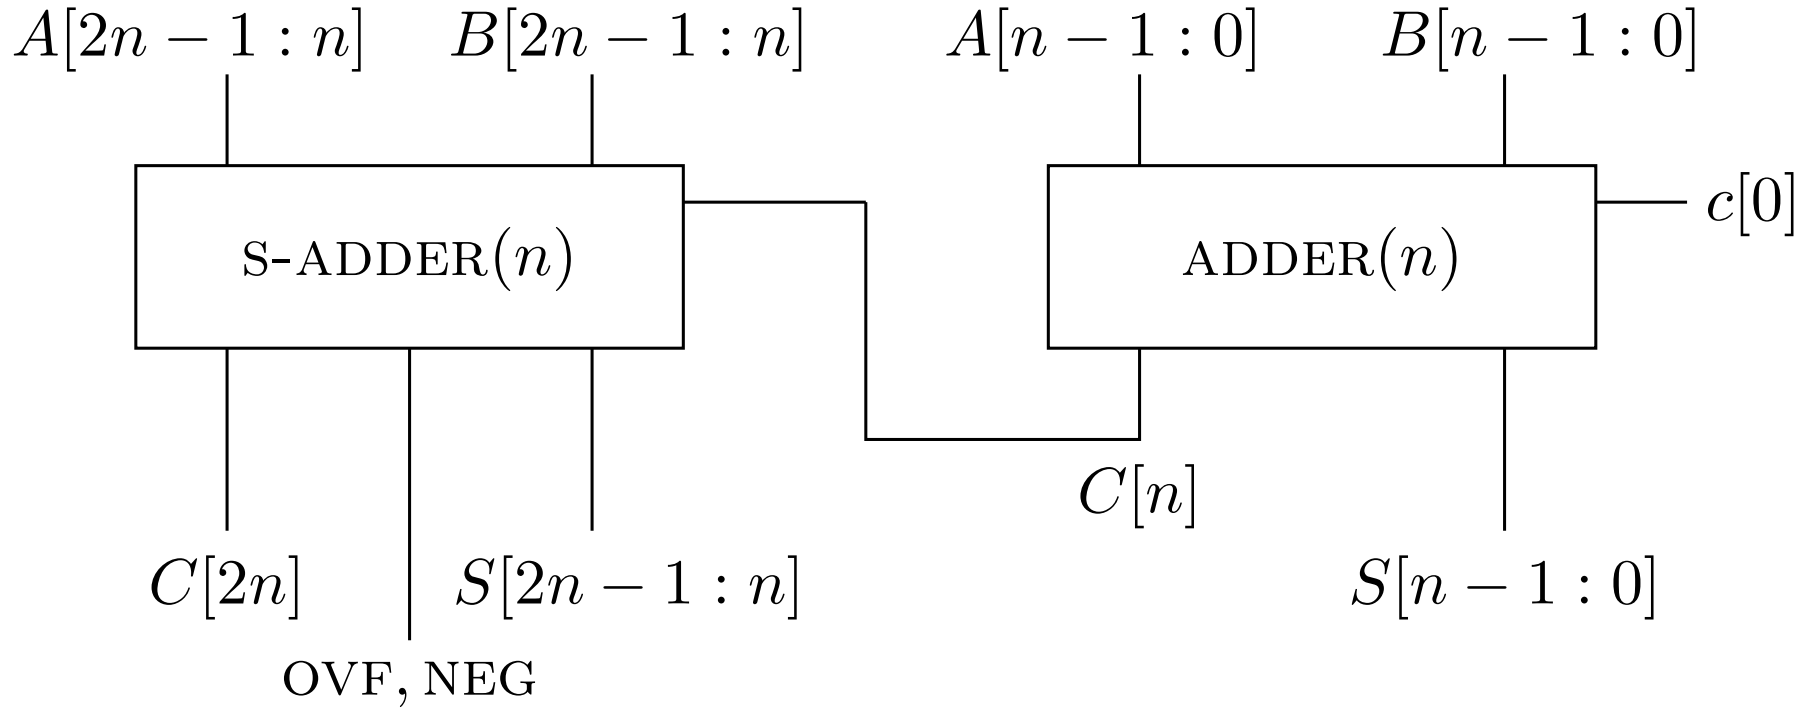 A[2n − 1 : n] B[2n − 1 : n] A[n − 1 : 0] B[n − 1 : 0]
c[0]
S-ADDER(n) ADDER(n)
C[n]
C[2n] S[2n − 1 : n] S[n − 1 : 0]
OVF, NEG